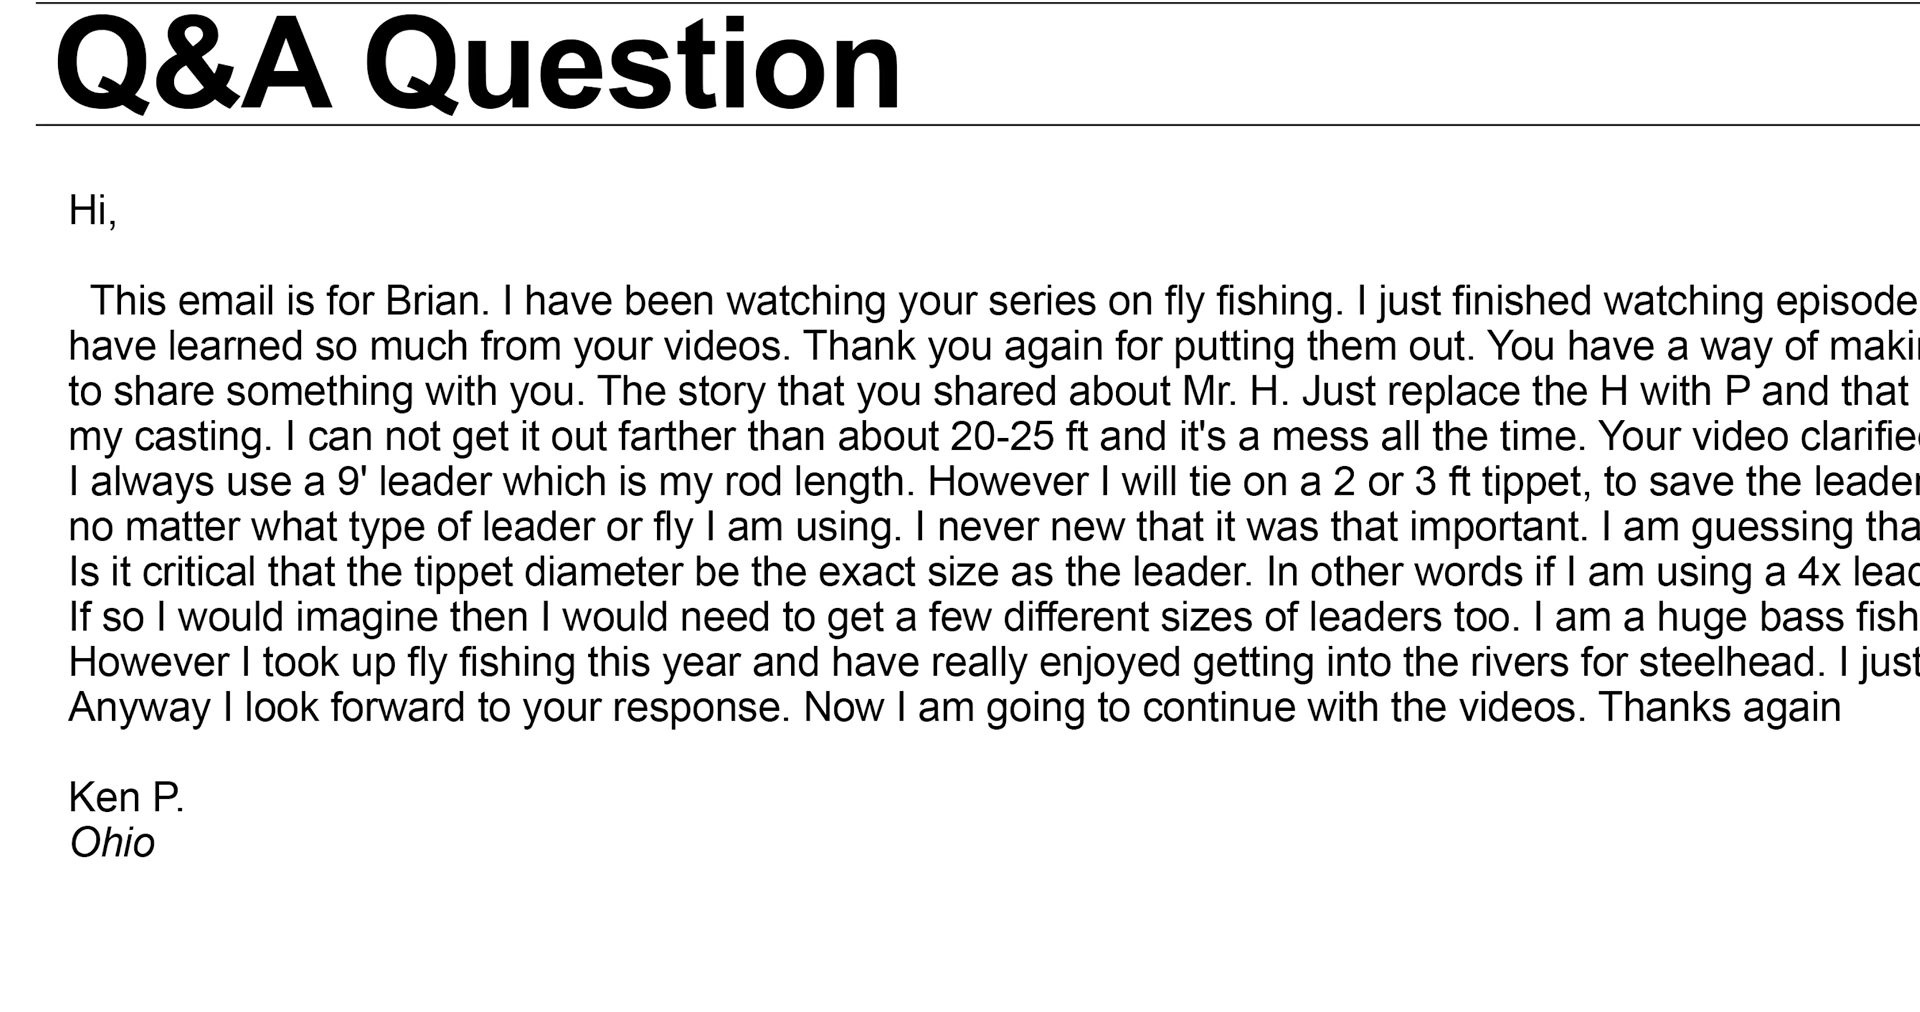 Q&A Question
Hi,
This email is for Brian. I have been watching your series on fly fishing. I just finished watching episode
have learned so much from your videos. Thank you again for putting them out. You have a way of
to share something with you. The story that you shared about Mr. H. Just replace the H with P and that
my casting. I can not get it out farther than about 20-25 ft and it's a mess all the time. Your video
I always use a 9' leader which is my rod length. However I will tie on a 2 or 3 ft tippet, to save the
no matter what type of leader or fly I am using. I never new that it was that important. I am guessing
Is it critical that the tippet diameter be the exact size as the leader. In other words if I am using a 4x
If so I would imagine then I would need to get a few different sizes of leaders too. I am a huge bass
However I took up fly fishing this year and have really enjoyed getting into the rivers for steelhead. I just
Anyway I look forward to your response. Now I am going to continue with the videos. Thanks again
Ken P.
Ohio